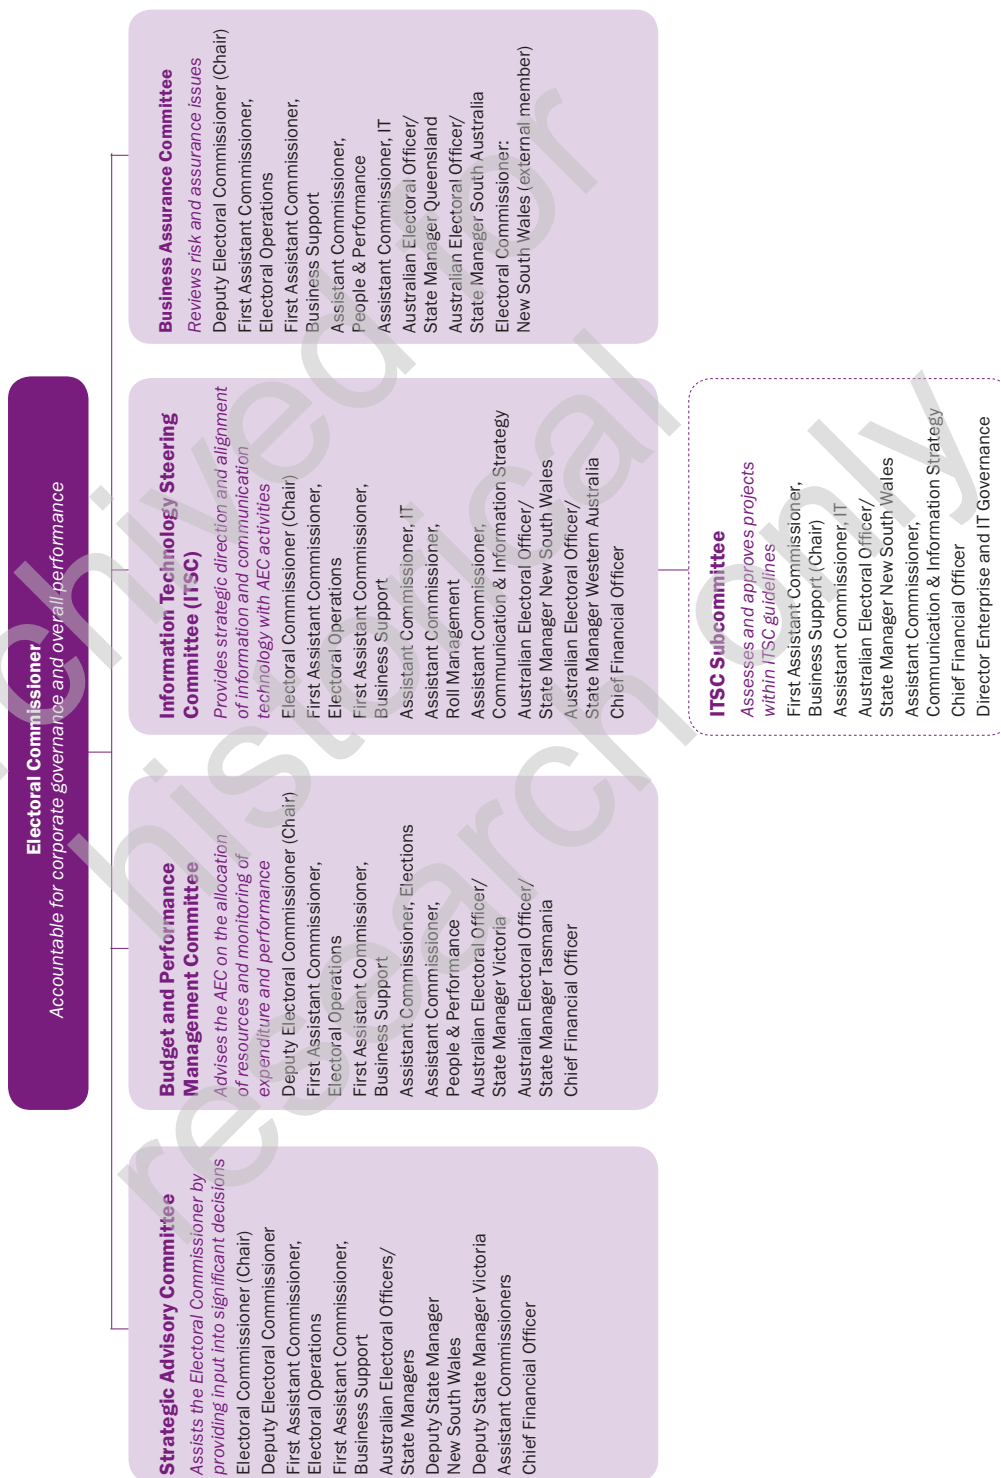 Electoral Commissioner
Accountable for corporate governance and overall performance
Strategic Advisory Committee
Assists the Electoral Commissioner by
providing input into significant decisions
Electoral Commissioner (Chair)
Deputy Electoral Commissioner
First Assistant Commissioner,
Electoral Operations
First Assistant Commissioner,
Business Support
Australian Electoral Officers/
State Managers
Deputy State Manager
New South Wales
Deputy State Manager Victoria
Assistant Commissioners
Chief Financial Officer
Budget and Performance
Management Committee
Advises the AEC on the allocation
of resources and monitoring of
expenditure and performance
Deputy Electoral Commissioner (Chair)
First Assistant Commissioner,
Electoral Operations
First Assistant Commissioner,
Business Support
Assistant Commissioner, Elections
Assistant Commissioner,
People & Performance
Australian Electoral Officer/
State Manager Victoria
Australian Electoral Officer/
State Manager Tasmania
Chief Financial Officer
Information Technology Steering
Committee (ITSC)
Provides strategic direction and alignment
of information and communication
technology with AEC activities
Electoral Commissioner (Chair)
First Assistant Commissioner,
Electoral Operations
First Assistant Commissioner,
Business Support
Assistant Commissioner, IT
Assistant Commissioner,
Roll Management
Assistant Commissioner,
Communication & Information Strategy
Australian Electoral Officer/
State Manager New South Wales
Australian Electoral Officer/
State Manager Western Australia
Chief Financial Officer
ITSC Subcommittee
Assesses and approves projects
within ITSC guidelines
First Assistant Commissioner,
Business Support (Chair)
Assistant Commissioner, IT
Australian Electoral Officer/
State Manager New South Wales
Assistant Commissioner,
Communication & Information Strategy
Chief Financial Officer
Director Enterprise and IT Governance
Business Assurance Committee
Reviews risk and assurance issues
Deputy Electoral Commissioner (Chair)
First Assistant Commissioner,
Electoral Operations
First Assistant Commissioner,
Business Support
Assistant Commissioner,
People & Performance
Assistant Commissioner, IT
Australian Electoral Officer/
State Manager Queensland
Australian Electoral Officer/
State Manager South Australia
Electoral Commissioner:
New South Wales (external member)
chived for
historical
research only